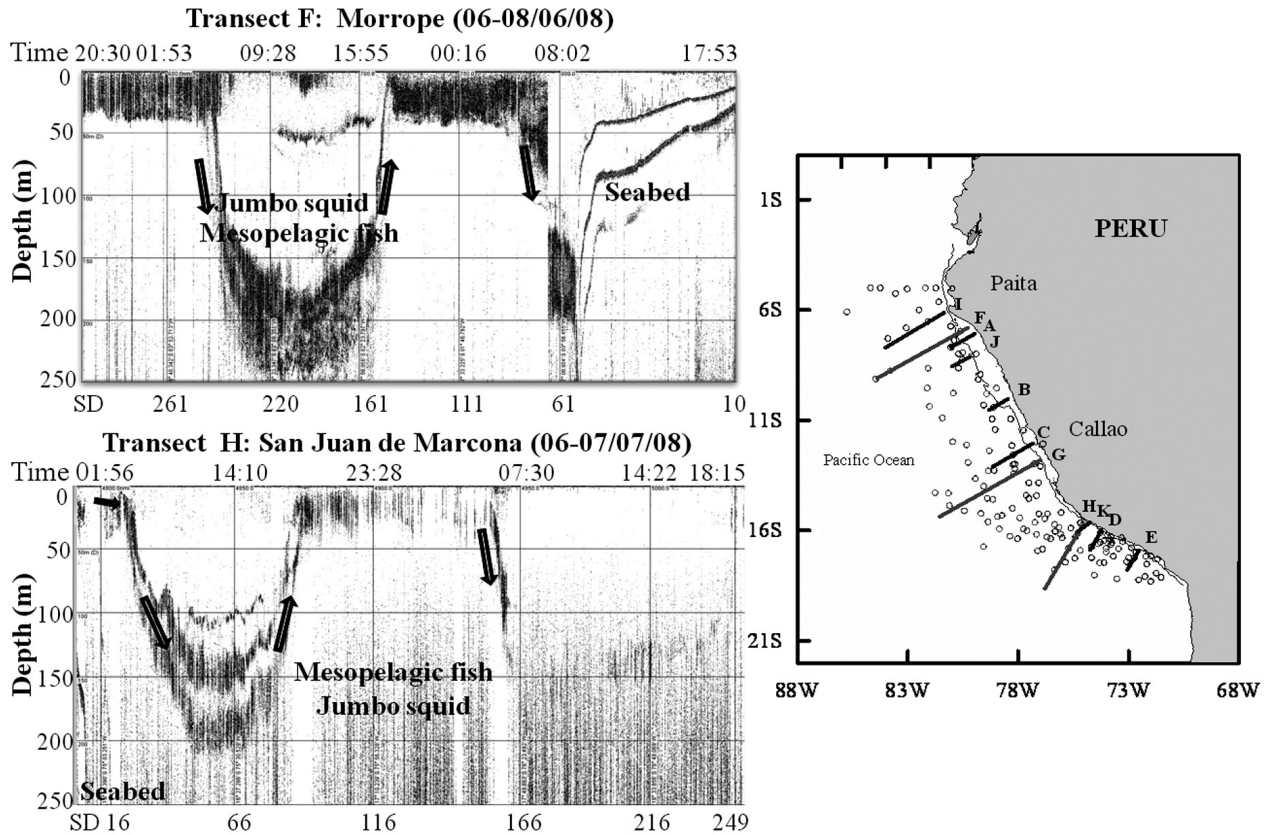 Transect F: Morrope (06-08/06/08)
Time 20:30 01:53 09:28 15:55 00:16 08:02 17:53
0
50
100
150
200
250
Depth (m)
Jumbo squid
Mesopelagic fish
Seabed
SD 261 220 161 111 61 10
Transect H: San Juan de Marcona (06-07/07/08)
Time 01:56 14:10 23:28 07:30 14:22 18:15
0
50
100
150
200
250
Depth (m)
Mesopelagic fish
Jumbo squid
Seabed
SD 16 66 116 166 216 249
1S
6S
11S
16S
21S
PERU
Paita
I
F
A
J
B
C
Callao
G
Pacific Ocean
H
K
D
E
88W 83W 78W 73W 68W